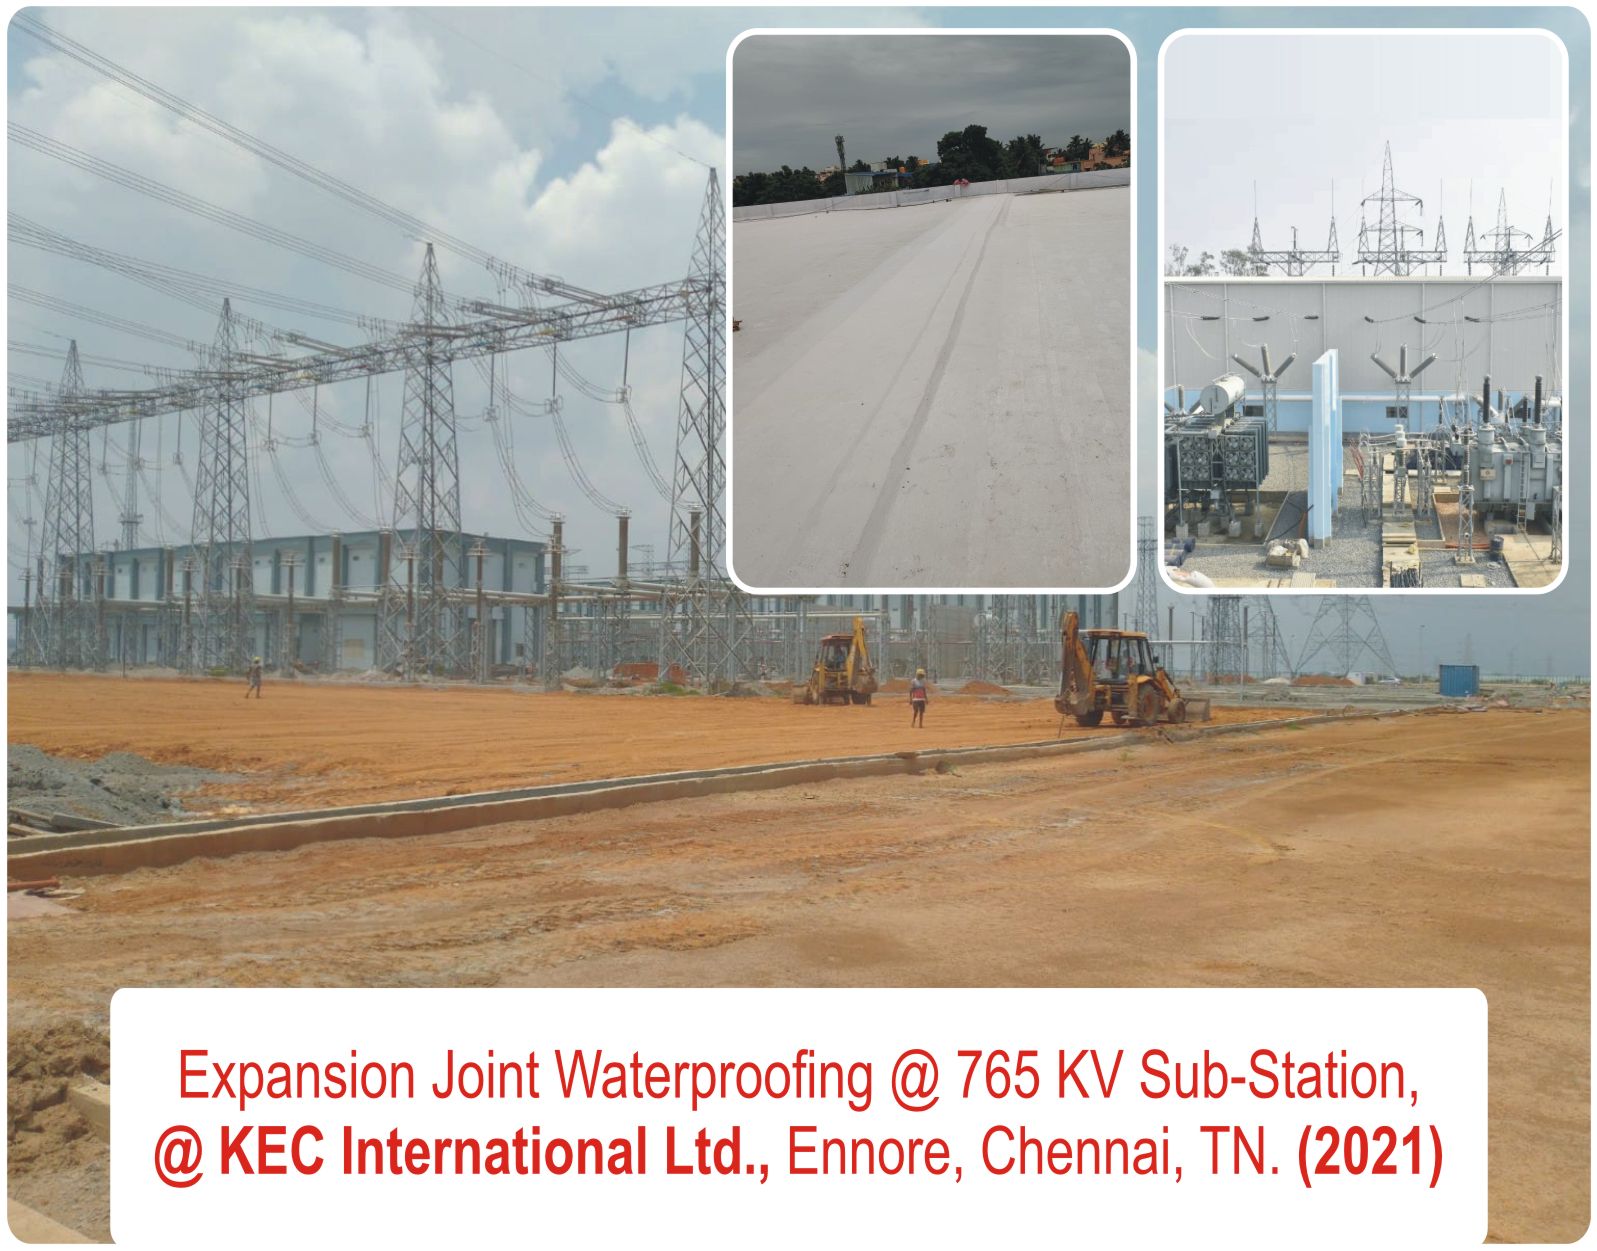 Expansion Joint Waterproofing @ 765 KV Sub-Station,
@ KEC International Ltd., Ennore, Chennai, TN. (2021)